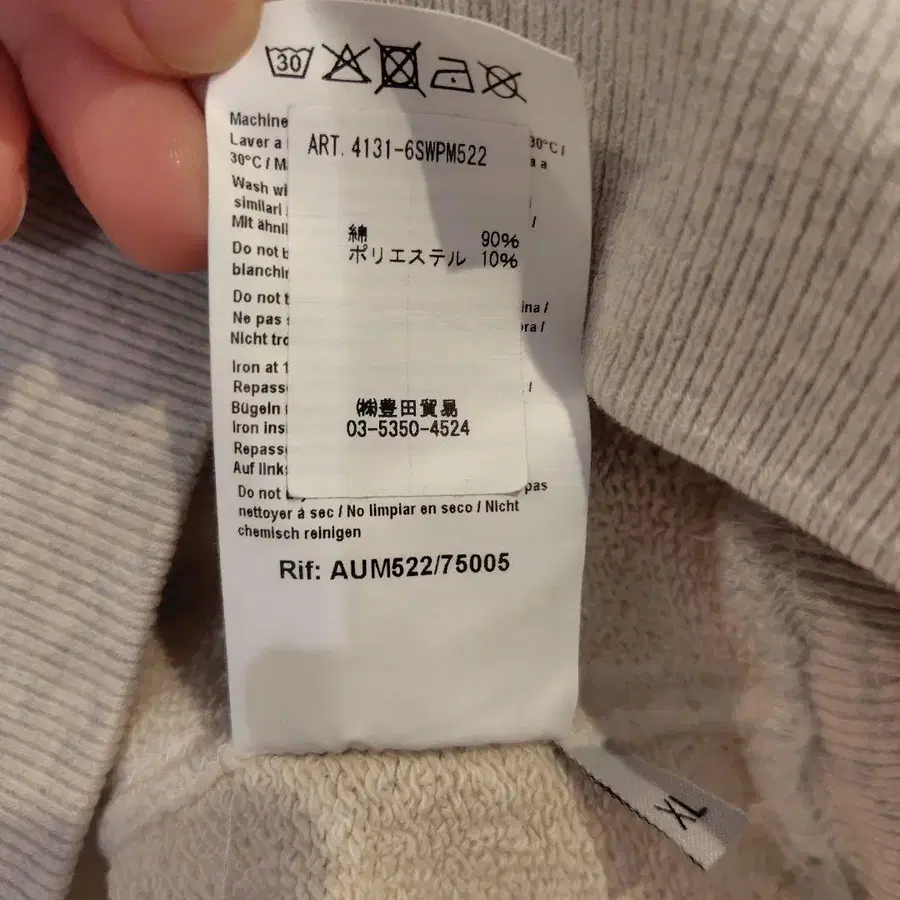 30
Machine
ART. 4131-6SWPM522
Laver a 30°C /
30°C / M a a
Wash wi
similarl
Mit ähnli /
綿 90%
ポリエステル 10%
Do not b
blanchir
Do not t ina /
Ne pas ora /
Nicht tro
Iron at 1
Repass /
Bügeln
Iron insi
Repass
Auf links
㈱豊田貿易
03-5350-4524
Do not pas
nettoyer à sec / No limpiar en seco / Nicht
chemisch reinigen
Rif: AUM522/75005
XL